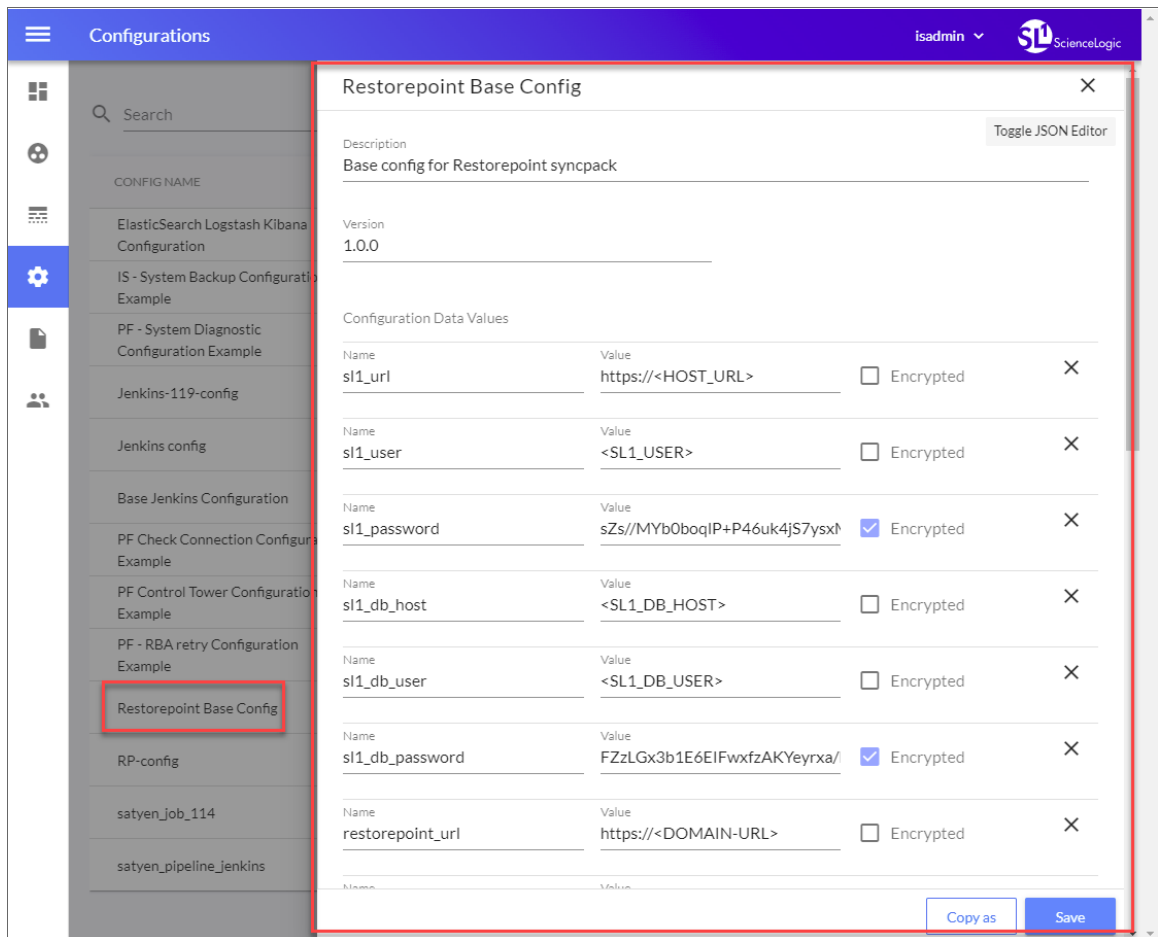 Configurations
isadmin
SL1 ScienceLogic
Search
CONFIG NAME
ElasticSearch Logstash Kibana
Configuration
IS - System Backup Configuratio
Example
PF - System Diagnostic
Configuration Example
Jenkins-119-config
Jenkins config
Base Jenkins Configuration
PF Check Connection Configura
Example
PF Control Tower Configuration
Example
PF - RBA retry Configuration
Example
Restorepoint Base Config
RP-config
satyen_job_114
satyen_pipeline_jenkins
Restorepoint Base Config
Toggle JSON Editor
Description
Base config for Restorepoint syncpack
Version
1.0.0
Configuration Data Values
Name Value
sl1_url https://<HOST_URL> Encrypted
Name Value
sl1_user <SL1_USER> Encrypted
Name Value
sl1_password sZs//MYb0boqIP+P46uk4jS7ysxM Encrypted
Name Value
sl1_db_host <SL1_DB_HOST> Encrypted
Name Value
sl1_db_user <SL1_DB_USER> Encrypted
Name Value
sl1_db_password FZzLGx3b1E6EIFwxfzAKYeyrxa/ Encrypted
Name Value
restorepoint_url https://<DOMAIN-URL> Encrypted
Name Value
Copy as Save